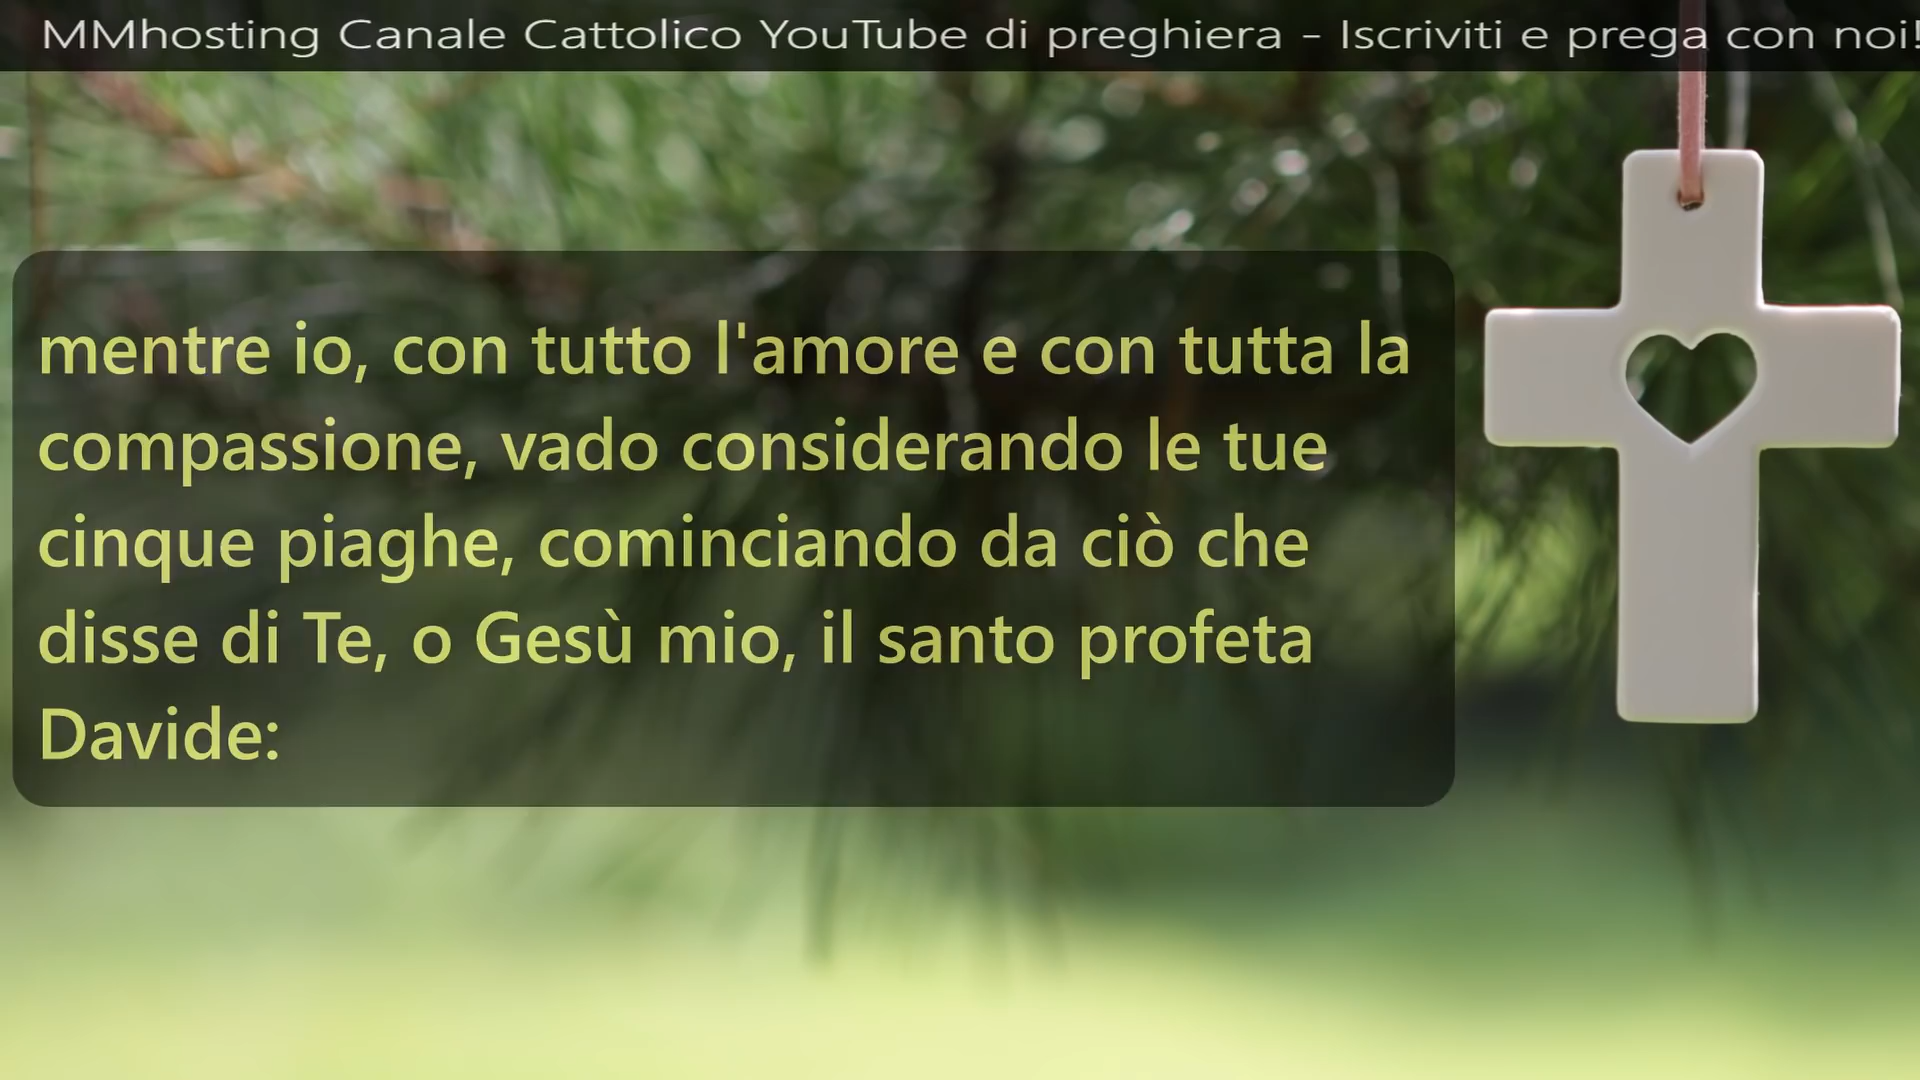 MMhosting Canale Cattolico YouTube di preghiera - Iscriviti e prega con noi!
mentre io, con tutto l'amore e con tutta la
compassione, vado considerando le tue
cinque piaghe, cominciando da ciò che
disse di Te, o Gesù mio, il santo profeta
Davide: